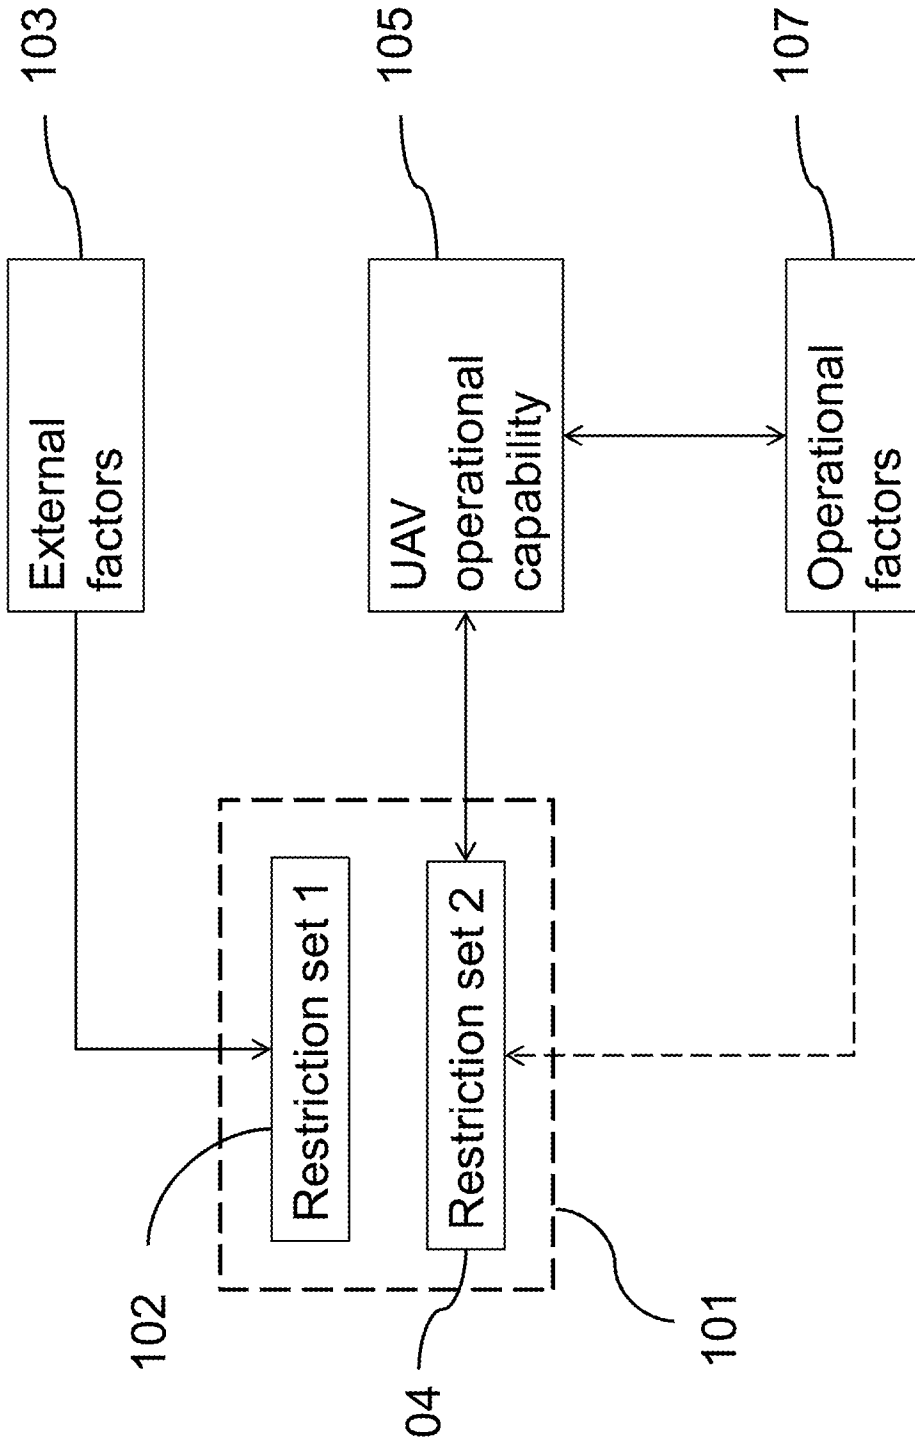 103
External
factors
105
UAV
operational
capability
107
Operational
factors
Restriction set 1
Restriction set 2
102
04
101